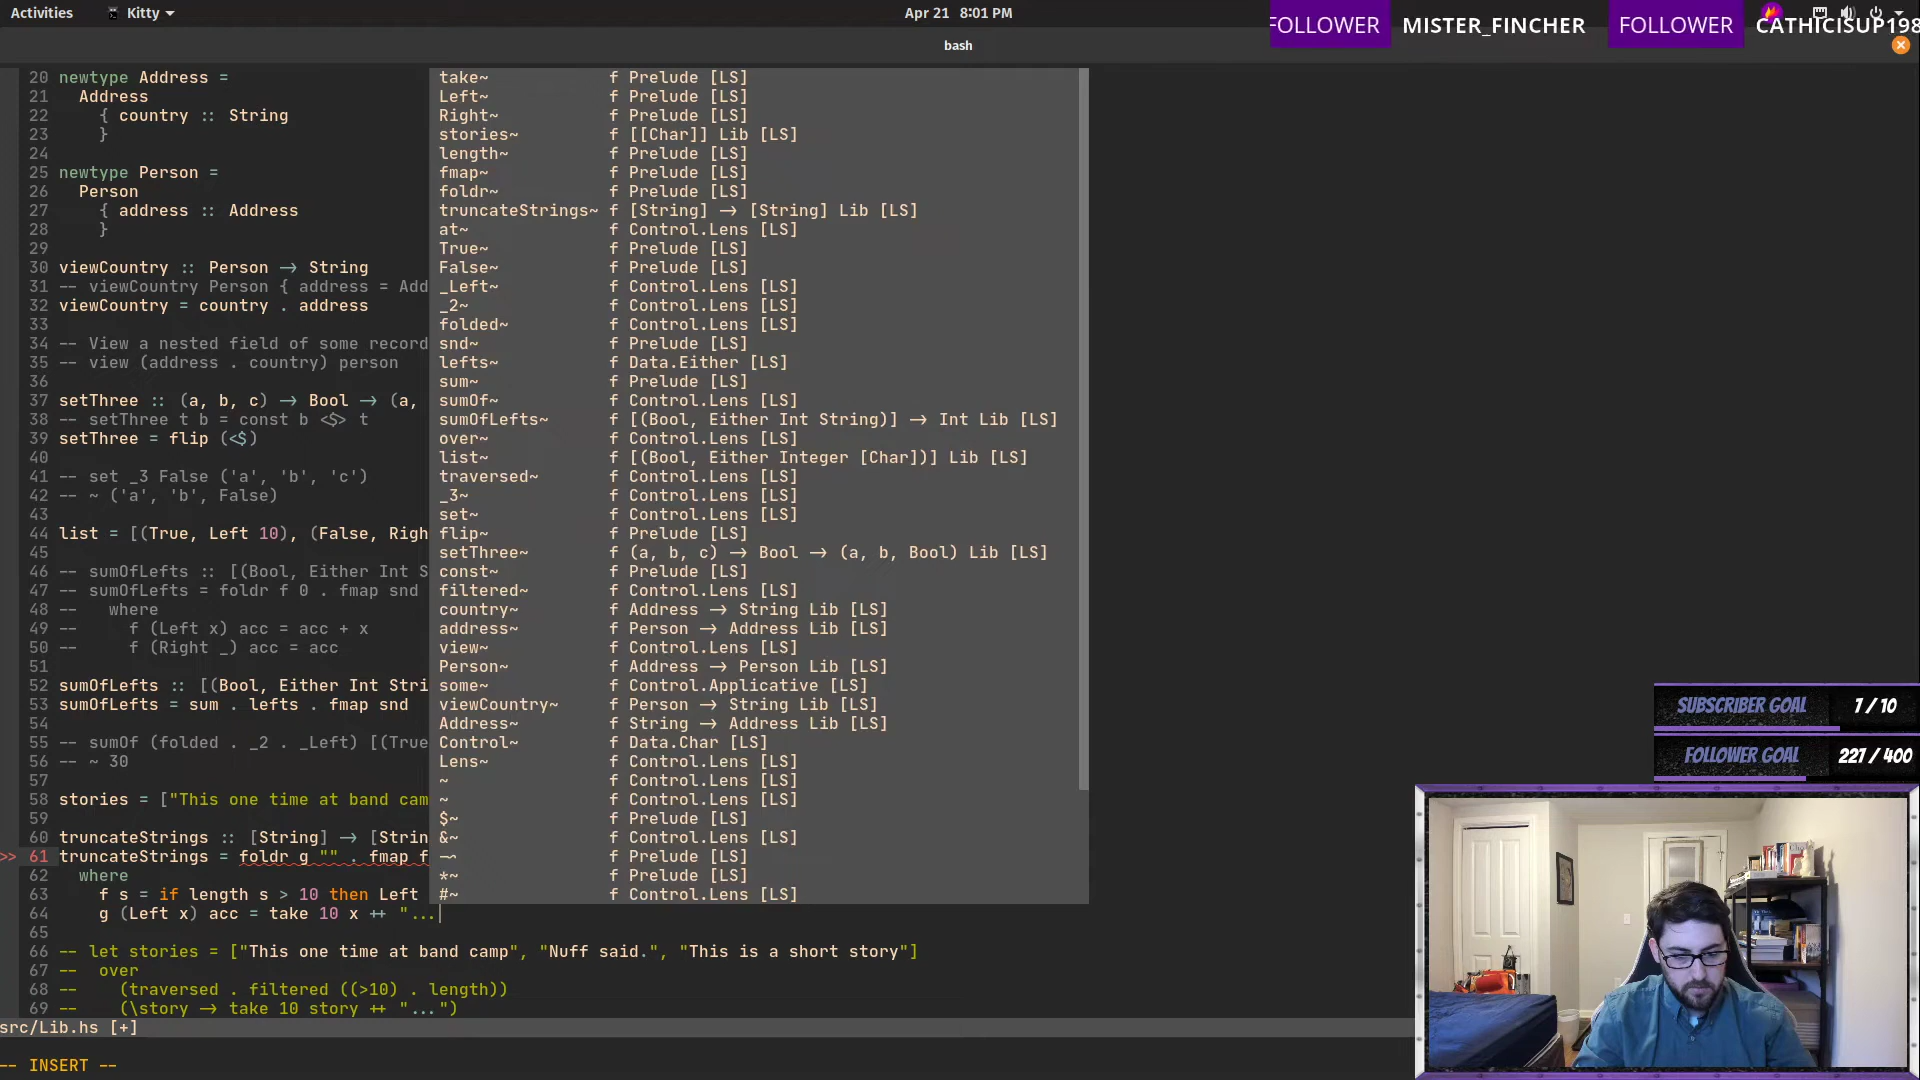 Activities
Kitty
Apr 21 8:01 PM
FOLLOWER MISTER_FINCHER FOLLOWER CATHICISUP198
bash
20 newtype Address =
21 Address
22 { country :: String
23 }
24
25 newtype Person =
26 Person
27 { address :: Address
28 }
29
30 viewCountry :: Person → String
31 -- viewCountry Person { address = Add
32 viewCountry = country . address
33
34 -- View a nested field of some record
35 -- view (address . country) person
36
37 setThree :: (a, b, c) → Bool → (a,
38 -- setThree t b = const b <$> t
39 setThree = flip (<$)
40
41 -- set _3 False ('a', 'b', 'c')
42 -- ~ ('a', 'b', False)
43
44 list = [(True, Left 10), (False, Righ
45
46 -- sumOfLefts :: [(Bool, Either Int S
47 -- sumOfLefts = foldr f 0 . fmap snd
48 -- where
49 -- f (Left x) acc = acc + x
50 -- f (Right _) acc = acc
51
52 sumOfLefts :: [(Bool, Either Int Stri
53 sumOfLefts = sum . lefts . fmap snd
54
55 -- sumOf (folded . _2 . _Left) [(True
56 -- ~ 30
57
58 stories = ["This one time at band cam
59
60 truncateStrings :: [String] → [Strin
>> 61 truncateStrings = foldr g "" . fmap f
62 where
63 f s = if length s > 10 then Left
64 g (Left x) acc = take 10 x ++ "...
65
66 -- let stories = ["This one time at band camp", "Nuff said.", "This is a short story"]
67 -- over
68 -- (traversed . filtered ((>10) . length))
69 -- (\story → take 10 story ++ "...")
take~ f Prelude [LS]
Left~ f Prelude [LS]
Right~ f Prelude [LS]
stories~ f [[Char]] Lib [LS]
length~ f Prelude [LS]
fmap~ f Prelude [LS]
foldr~ f Prelude [LS]
truncateStrings~ f [String] → [String] Lib [LS]
at~ f Control.Lens [LS]
True~ f Prelude [LS]
False~ f Prelude [LS]
_Left~ f Control.Lens [LS]
_2~ f Control.Lens [LS]
folded~ f Control.Lens [LS]
snd~ f Prelude [LS]
lefts~ f Data.Either [LS]
sum~ f Prelude [LS]
sumOf~ f Control.Lens [LS]
sumOfLefts~ f [(Bool, Either Int String)] → Int Lib [LS]
over~ f Control.Lens [LS]
list~ f [(Bool, Either Integer [Char])] Lib [LS]
traversed~ f Control.Lens [LS]
_3~ f Control.Lens [LS]
set~ f Control.Lens [LS]
flip~ f Prelude [LS]
setThree~ f (a, b, c) → Bool → (a, b, Bool) Lib [LS]
const~ f Prelude [LS]
filtered~ f Control.Lens [LS]
country~ f Address → String Lib [LS]
address~ f Person → Address Lib [LS]
view~ f Control.Lens [LS]
Person~ f Address → Person Lib [LS]
some~ f Control.Applicative [LS]
viewCountry~ f Person → String Lib [LS]
Address~ f String → Address Lib [LS]
Control~ f Data.Char [LS]
Lens~ f Control.Lens [LS]
~ f Control.Lens [LS]
~ f Control.Lens [LS]
$~ f Prelude [LS]
&~ f Control.Lens [LS]
f Prelude [LS]
*~ f Prelude [LS]
#~ f Control.Lens [LS]
src/Lib.hs [+]
-- INSERT --
SUBSCRIBER GOAL 7 / 10
FOLLOWER GOAL 227 / 400